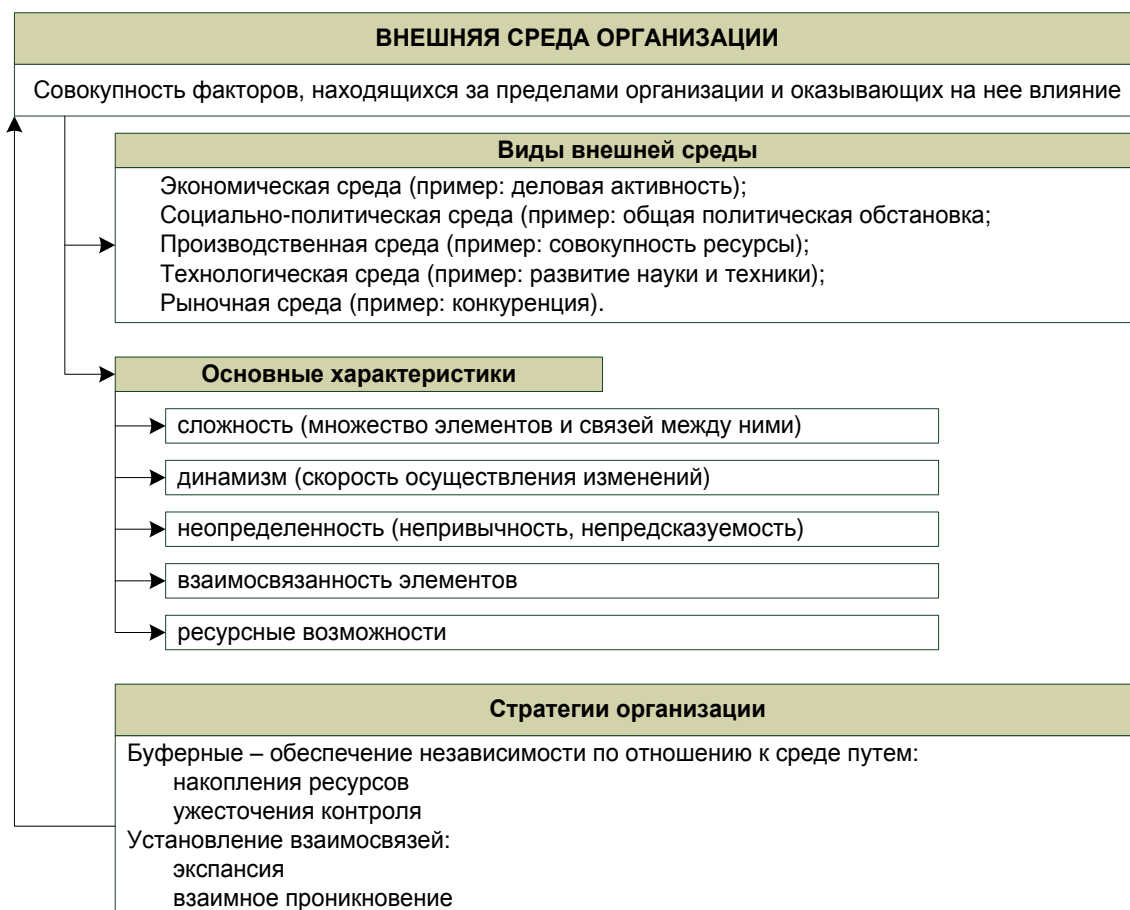 ВНЕШНЯЯ СРЕДА ОРГАНИЗАЦИИ
Совокупность факторов, находящихся за пределами организации и оказывающих на нее влияние
Виды внешней среды
Экономическая среда (пример: деловая активность);
Социально-политическая среда (пример: общая политическая обстановка;
Производственная среда (пример: совокупность ресурсы);
Технологическая среда (пример: развитие науки и техники);
Рыночная среда (пример: конкуренция).
Основные характеристики
сложность (множество элементов и связей между ними)
динамизм (скорость осуществления изменений)
неопределенность (непривычность, непредсказуемость)
взаимосвязанность элементов
ресурсные возможности
Стратегии организации
Буферные – обеспечение независимости по отношению к среде путем:
накопления ресурсов
ужесточения контроля
Установление взаимосвязей:
экспансия
взаимное проникновение